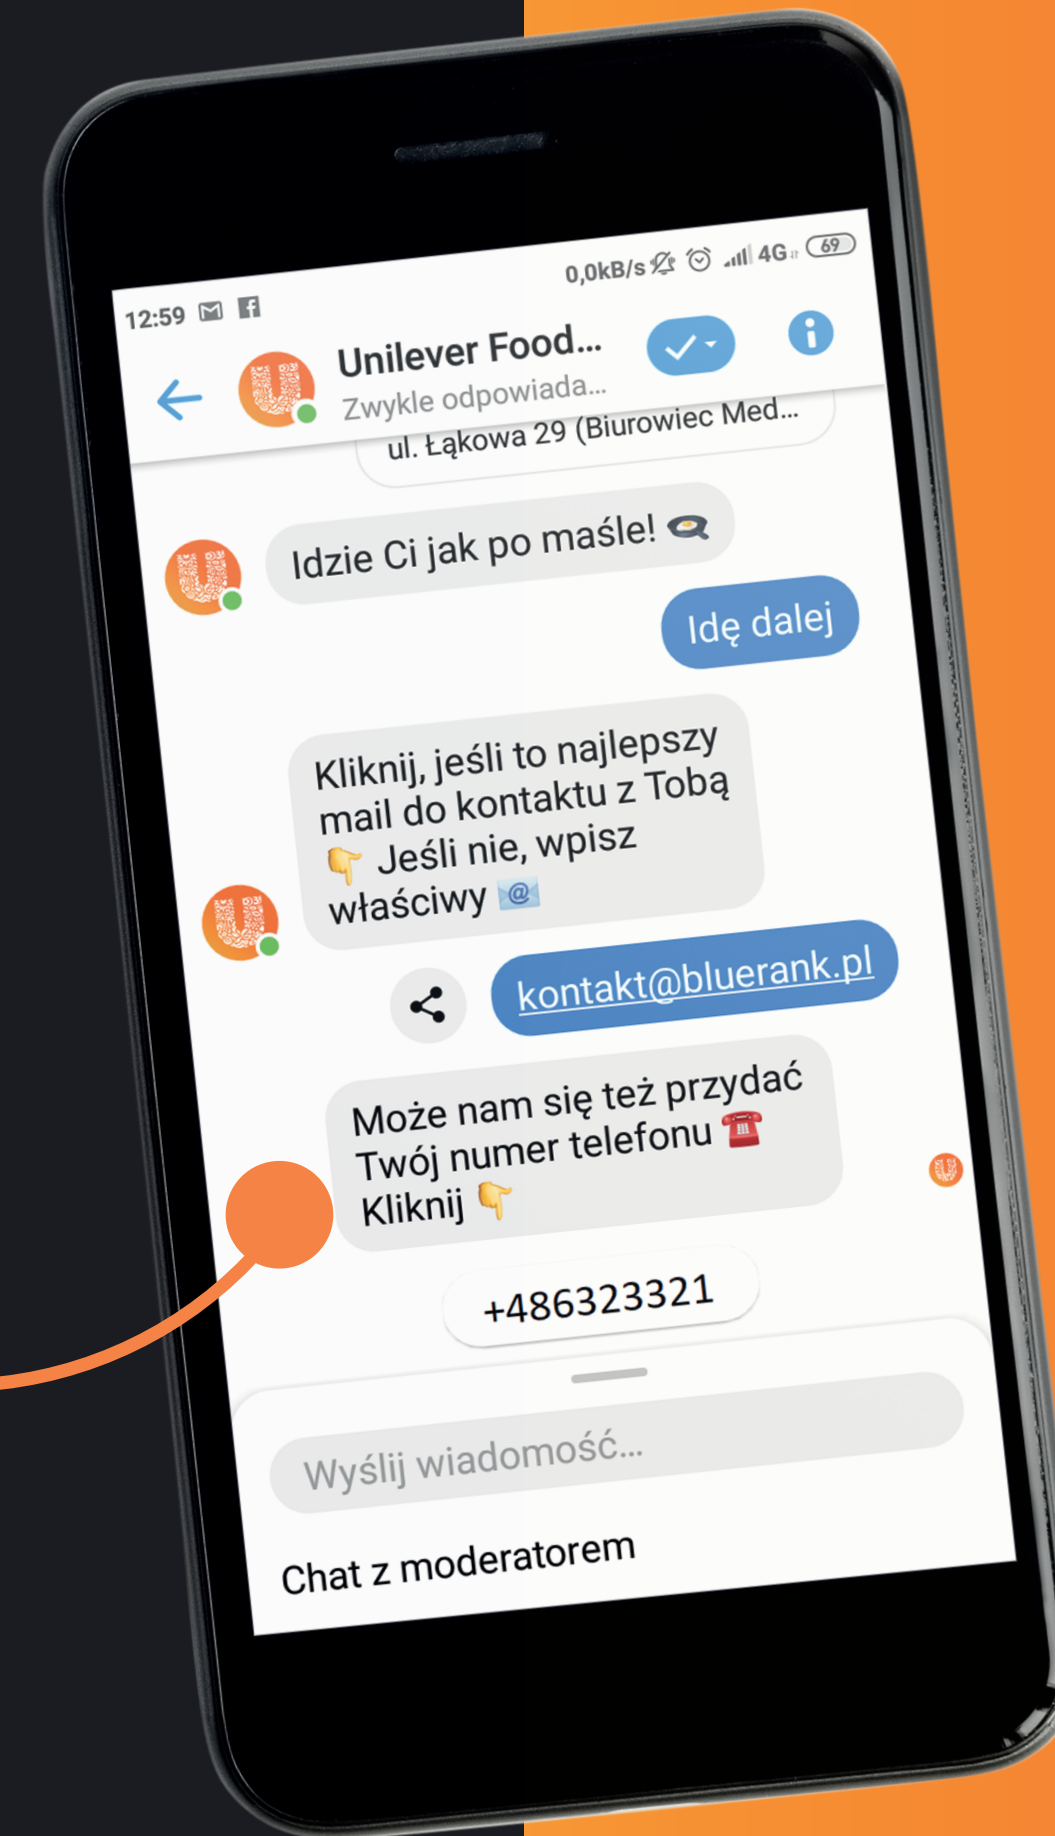 12:59
0,0kB/s 4G 69
Unilever Food...
Zwykle odpowiada...
ul. Łąkowa 29 (Biurowiec Med...
Idzie Ci jak po maśle! 🍳
Idę dalej
Kliknij, jeśli to najlepszy
mail do kontaktu z Tobą
👇 Jeśli nie, wpisz
właściwy 📧
kontakt@bluerank.pl
Może nam się też przydać
Twój numer telefonu ☎️
Kliknij 👇
+486323321
Wyślij wiadomość...
Chat z moderatorem